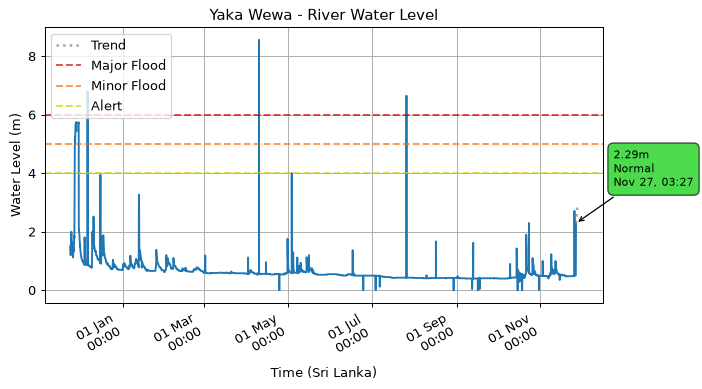 Yaka Wewa - River Water Level
Trend
Major Flood
Minor Flood
Alert
Water Level (m)
8
6
4
2
0
2.29m
Normal
Nov 27, 03:27
01 Jan
00:00
01 Mar
00:00
01 May
00:00
01 Jul
00:00
01 Sep
00:00
01 Nov
00:00
Time (Sri Lanka)